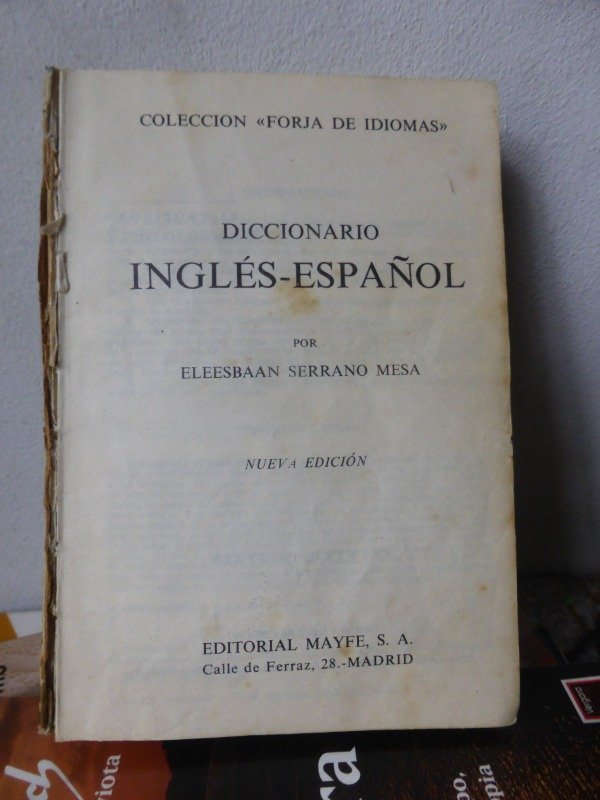 COLECCION «FORJA DE IDIOMAS»
DICCIONARIO
INGLÉS-ESPAÑOL
POR
ELEESBAAN SERRANO MESA
NUEVA EDICIÓN
EDITORIAL MAYFE, S. A.
Calle de Ferraz, 28.-MADRID